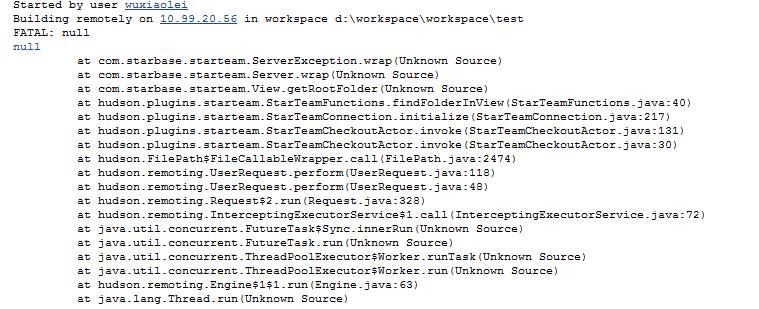 Started by user wuxiaolei
Building remotely on 10.99.20.56 in workspace d:\workspace\workspace\test
FATAL: null
null
at com.starbase.starteam.ServerException.wrap(Unknown Source)
at com.starbase.starteam.Server.wrap(Unknown Source)
at com.starbase.starteam.View.getRootFolder(Unknown Source)
at hudson.plugins.starteam.StarTeamFunctions.findFolderInView(StarTeamFunctions.java:40)
at hudson.plugins.starteam.StarTeamConnection.initialize(StarTeamConnection.java:217)
at hudson.plugins.starteam.StarTeamCheckoutActor.invoke(StarTeamCheckoutActor.java:131)
at hudson.plugins.starteam.StarTeamCheckoutActor.invoke(StarTeamCheckoutActor.java:30)
at hudson.FilePath$FileCallableWrapper.call(FilePath.java:2474)
at hudson.remoting.UserRequest.perform(UserRequest.java:118)
at hudson.remoting.UserRequest.perform(UserRequest.java:48)
at hudson.remoting.Request$2.run(Request.java:328)
at hudson.remoting.InterceptingExecutorService$1.call(InterceptingExecutorService.java:72)
at java.util.concurrent.FutureTask$Sync.innerRun(Unknown Source)
at java.util.concurrent.FutureTask.run(Unknown Source)
at java.util.concurrent.ThreadPoolExecutor$Worker.runTask(Unknown Source)
at java.util.concurrent.ThreadPoolExecutor$Worker.run(Unknown Source)
at hudson.remoting.Engine$1$1.run(Engine.java:63)
at java.lang.Thread.run(Unknown Source)